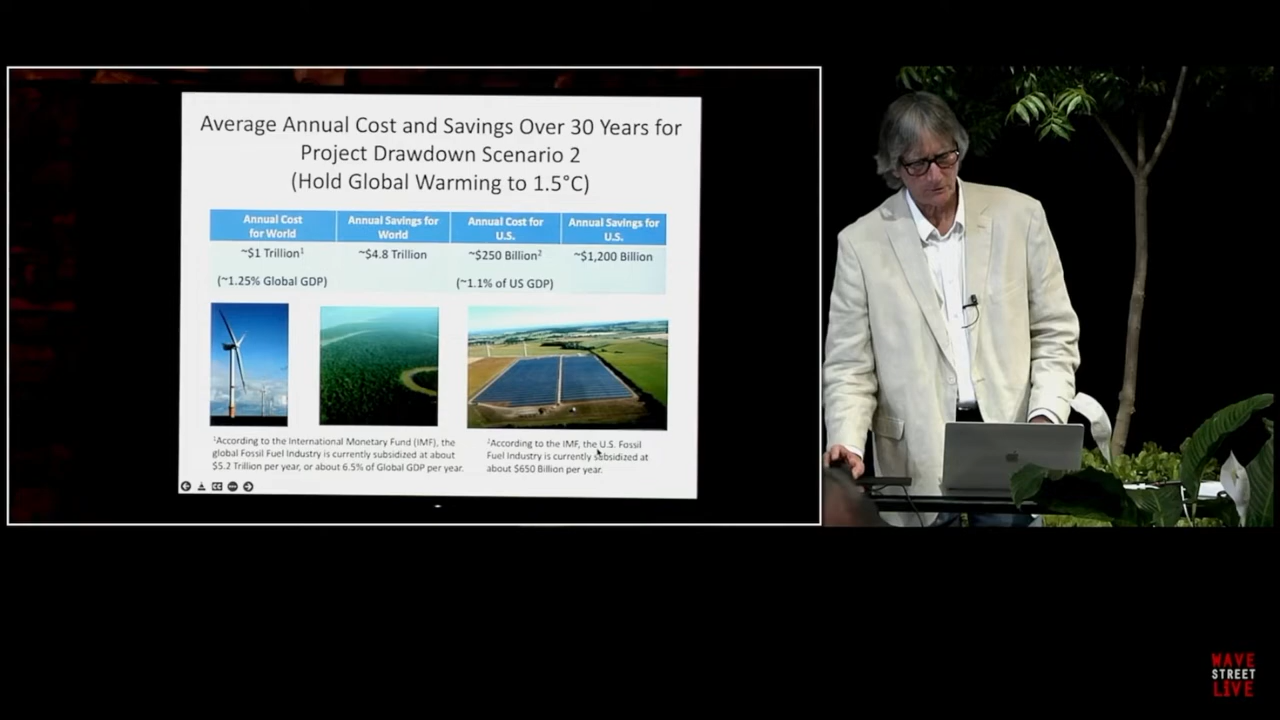 Average Annual Cost and Savings Over 30 Years for
Project Drawdown Scenario 2
(Hold Global Warming to 1.5°C)
Annual Cost
for World
Annual Savings for
World
Annual Cost for
U.S.
Annual Savings for
U.S.
~$1 Trillion¹
~$4.8 Trillion
~$250 Billion²
~$1,200 Billion
(~1.25% Global GDP)
(~1.1% of US GDP)
¹According to the International Monetary Fund (IMF), the
global Fossil Fuel Industry is currently subsidized at about
$5.2 Trillion per year, or about 6.5% of Global GDP per year.
²According to the IMF, the U.S. Fossil
Fuel Industry is currently subsidized at
about $650 Billion per year.
WAVE
STREET
LIVE